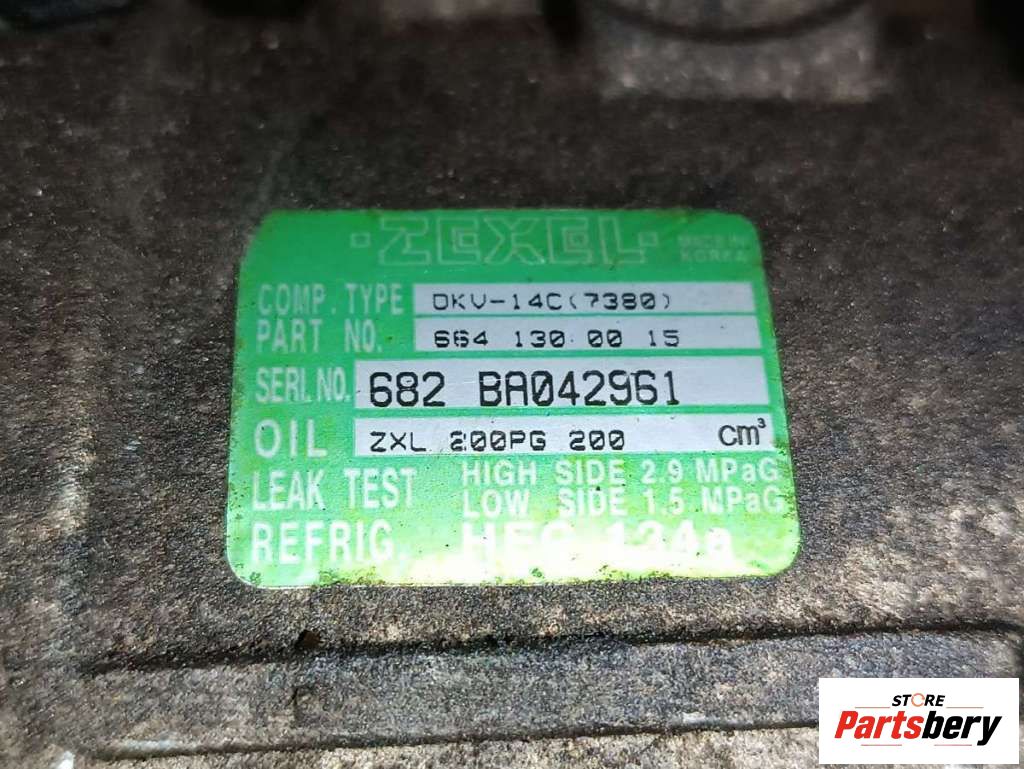 ZEXEL
MADE IN
KOREA
COMP. TYPE DKV-14C(7380)
PART NO. 664 130 00 15
SERI. NO. 682 BA042961
OIL ZXL 200PG 200 cm³
LEAK TEST HIGH SIDE 2.9 MPaG
LOW SIDE 1.5 MPaG
REFRIG. HFC 134a
STORE
Partsbery